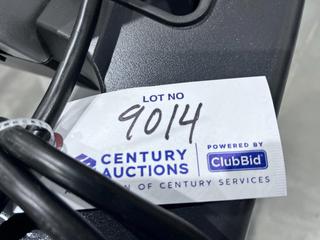 LOT NO
9014
CENTURY AUCTIONS
POWERED BY
ClubBid
OF CENTURY SERVICES